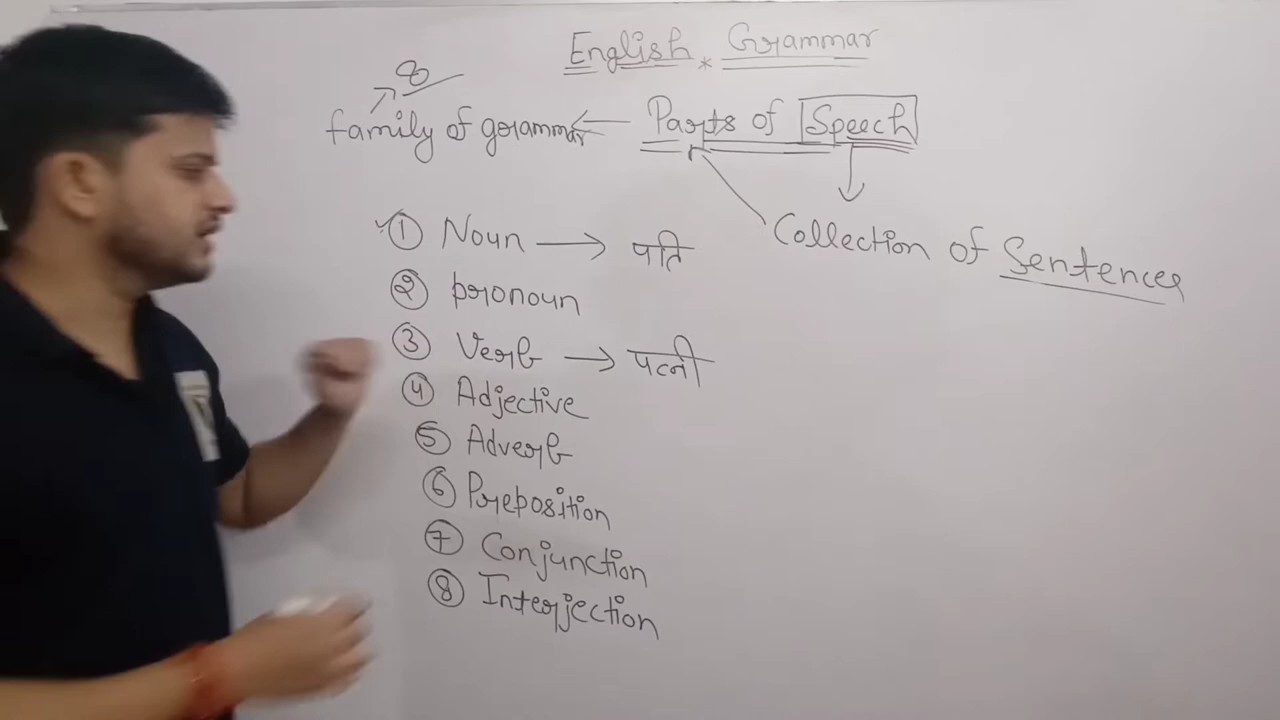 English * Grammar
8
family of grammar ← Parts of Speech
Collection of Sentences
① Noun → पति
② pronoun
③ Verb → पत्नी
④ Adjective
⑤ Adverb
⑥ Preposition
⑦ Conjunction
⑧ Interjection